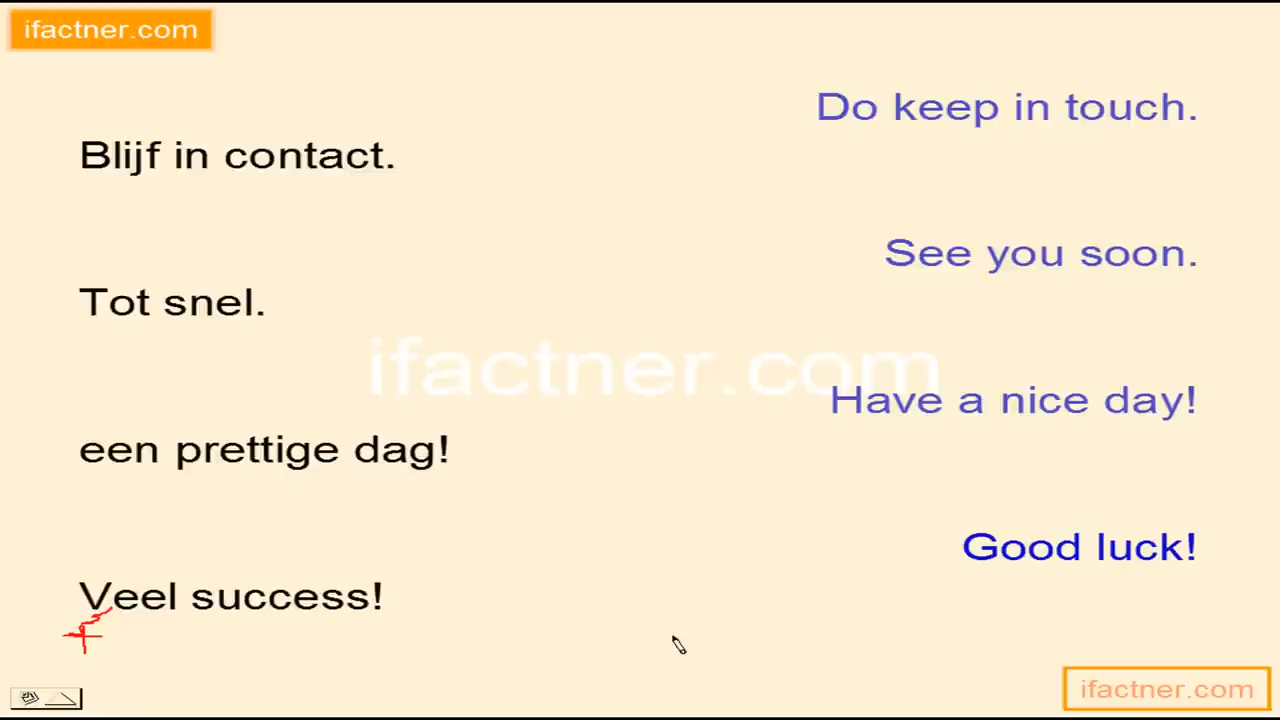 ifactner.com
Do keep in touch.
Blijf in contact.
See you soon.
Tot snel.
ifactner.com
Have a nice day!
een prettige dag!
Good luck!
Veel success!
ifactner.com